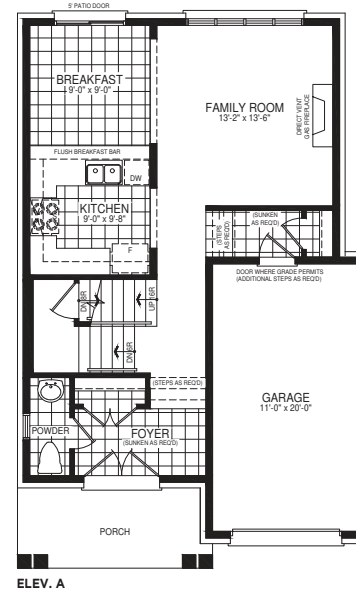 5' PATIO DOOR
BREAKFAST
9'-0" x 9'-0"
FAMILY ROOM
13'-2" x 13'-6"
DIRECT VENT
GAS FIREPLACE
FLUSH BREAKFAST BAR
DW
KITCHEN
9'-0" x 9'-8"
F
(STEPS
AS REQ'D)
(SUNKEN
AS REQ'D)
DOOR WHERE GRADE PERMITS
(ADDITIONAL STEPS AS REQ'D)
UP 16R
(STEPS AS REQ'D)
GARAGE
11'-0" x 20'-0"
POWDER
FOYER
(SUNKEN AS REQ'D)
PORCH
ELEV. A